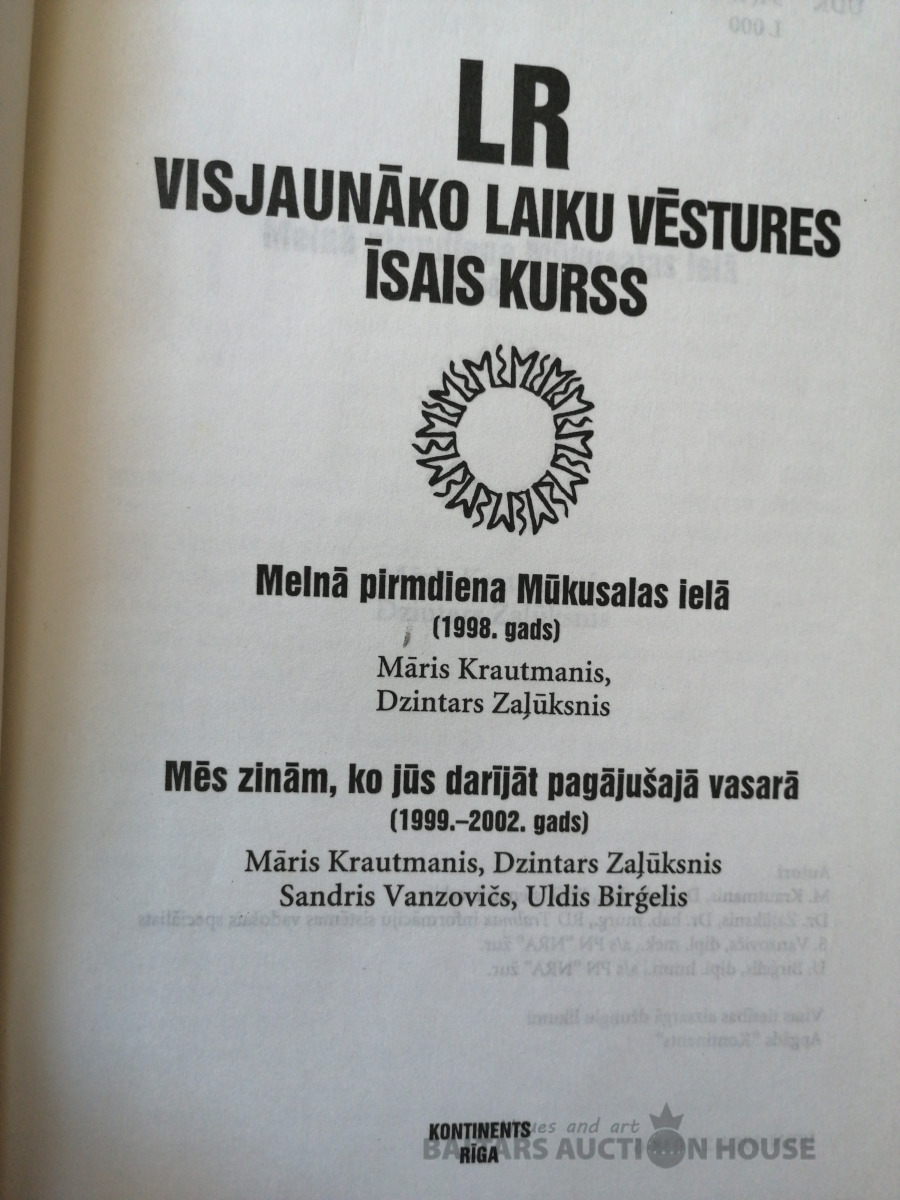 LR
VISJAUNĀKO LAIKU VĒSTURES
ĪSAIS KURSS
Melnā pirmdiena Mūkusalas ielā
(1998. gads)
Māris Krautmanis,
Dzintars Zaļūksnis
Mēs zinām, ko jūs darījāt pagājušajā vasarā
(1999.–2002. gads)
Māris Krautmanis, Dzintars Zaļūksnis
Sandris Vanzovičs, Uldis Birģelis
KONTINENTS
RĪGA
and art
AUCTION HOUSE